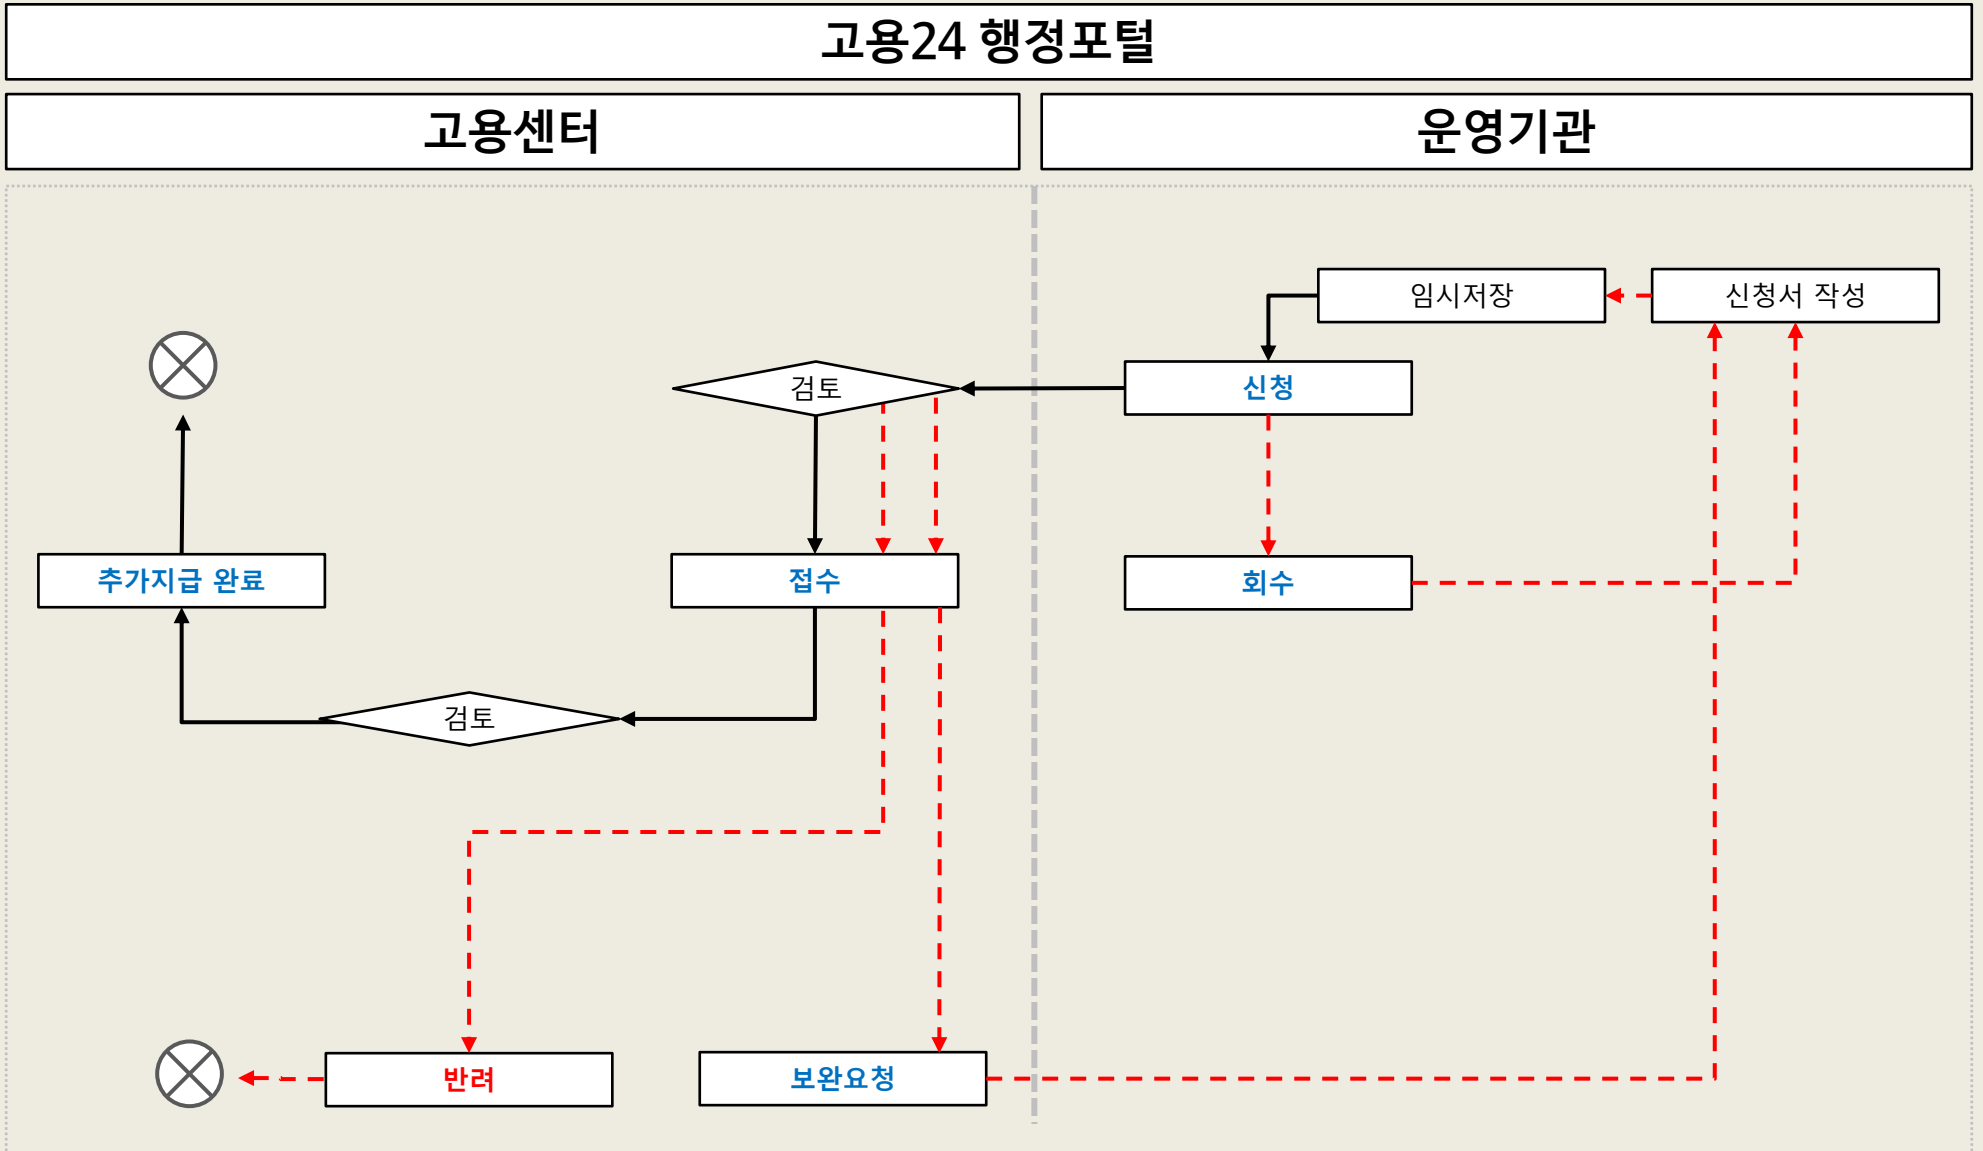 고용24 행정포털
고용센터
운영기관
임시저장
신청서 작성
검토
신청
추가지급 완료
접수
회수
검토
반려
보완요청